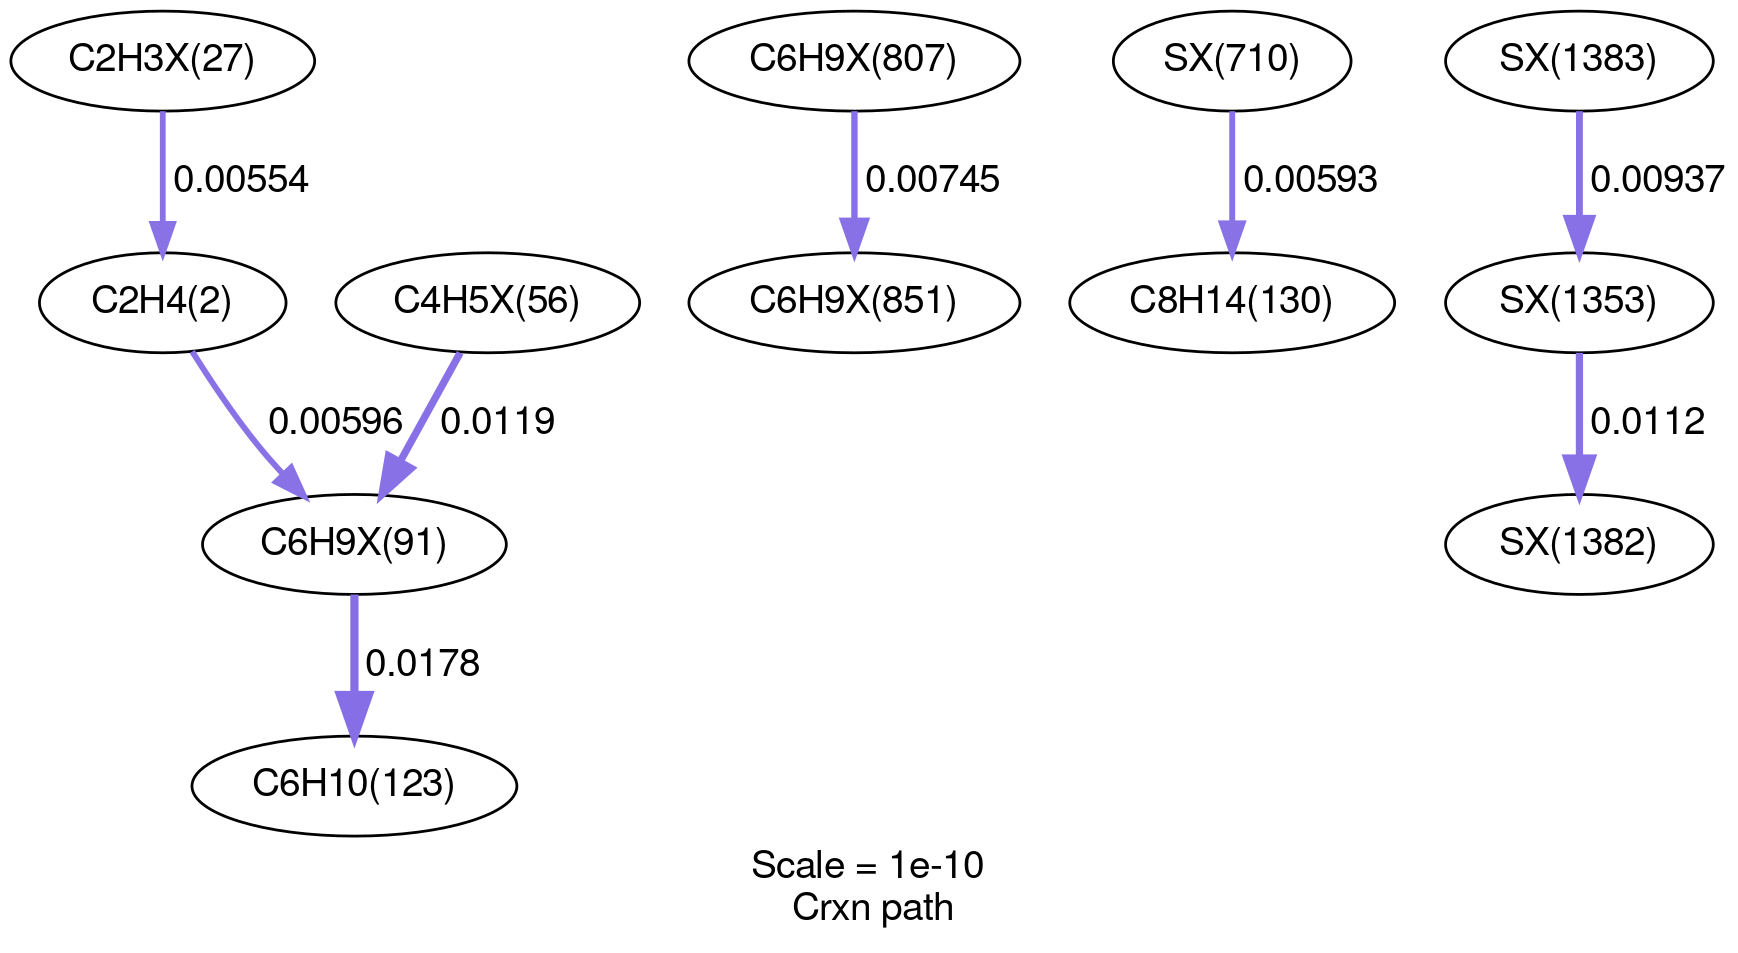 C2H3X(27)
C6H9X(807)
SX(710)
SX(1383)
0.00554
0.00745
0.00593
0.00937
C2H4(2)
C4H5X(56)
C6H9X(851)
C8H14(130)
SX(1353)
0.00596
0.0119
0.0112
C6H9X(91)
SX(1382)
0.0178
C6H10(123)
Scale = 1e-10
Crxn path